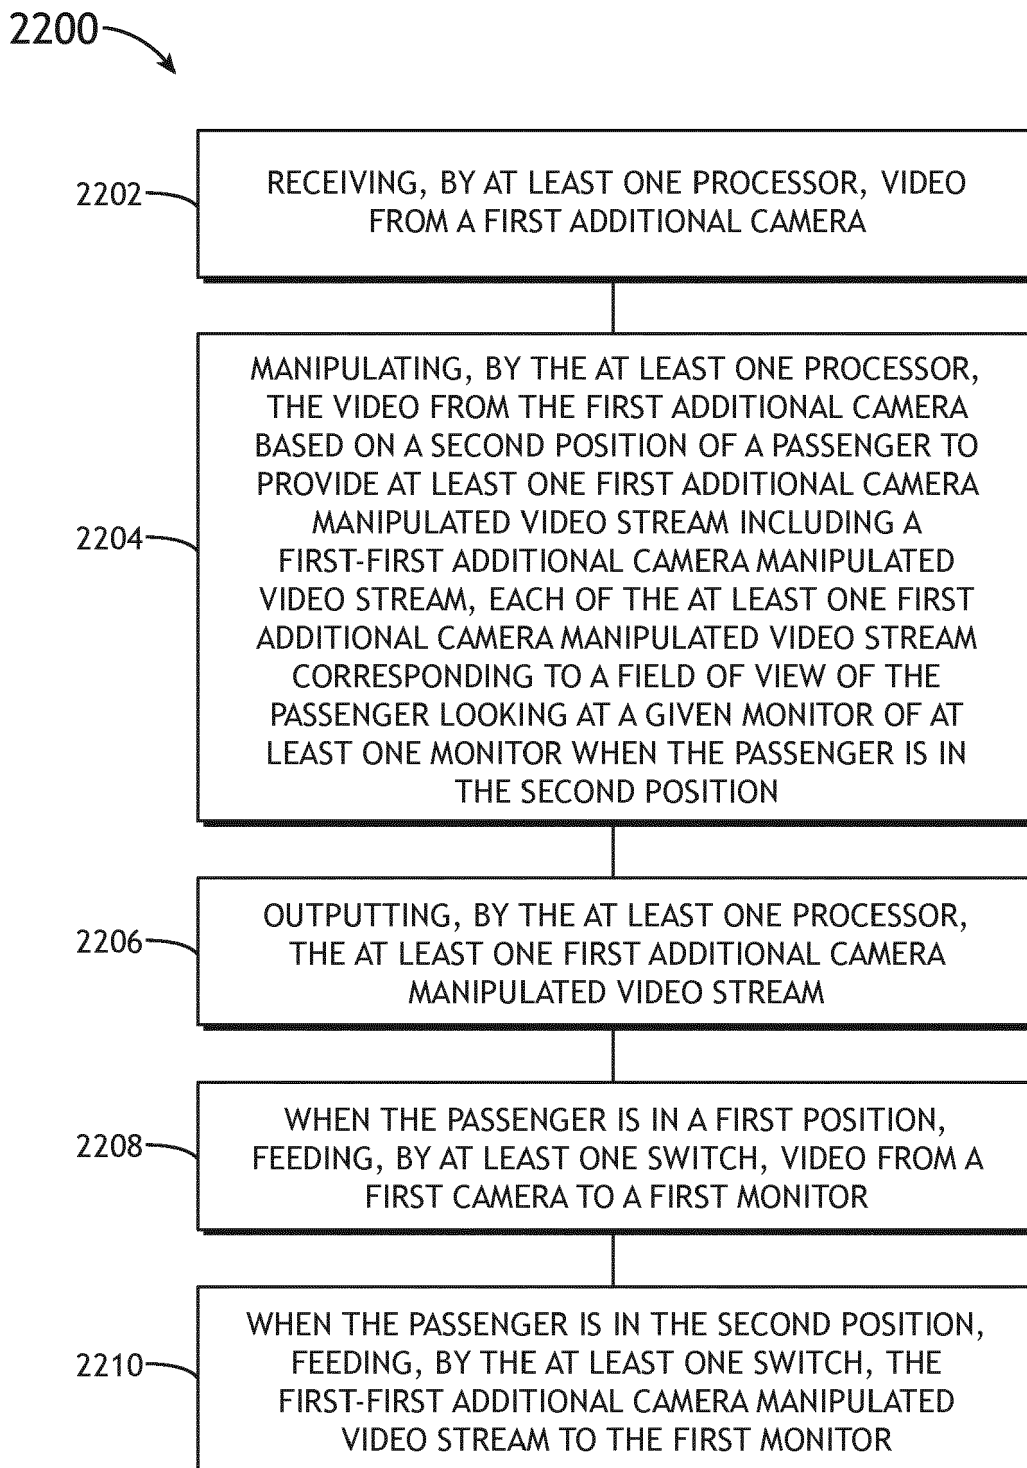 2200
2202
RECEIVING, BY AT LEAST ONE PROCESSOR, VIDEO
FROM A FIRST ADDITIONAL CAMERA
2204
MANIPULATING, BY THE AT LEAST ONE PROCESSOR,
THE VIDEO FROM THE FIRST ADDITIONAL CAMERA
BASED ON A SECOND POSITION OF A PASSENGER TO
PROVIDE AT LEAST ONE FIRST ADDITIONAL CAMERA
MANIPULATED VIDEO STREAM INCLUDING A
FIRST-FIRST ADDITIONAL CAMERA MANIPULATED
VIDEO STREAM, EACH OF THE AT LEAST ONE FIRST
ADDITIONAL CAMERA MANIPULATED VIDEO STREAM
CORRESPONDING TO A FIELD OF VIEW OF THE
PASSENGER LOOKING AT A GIVEN MONITOR OF AT
LEAST ONE MONITOR WHEN THE PASSENGER IS IN
THE SECOND POSITION
2206
OUTPUTTING, BY THE AT LEAST ONE PROCESSOR,
THE AT LEAST ONE FIRST ADDITIONAL CAMERA
MANIPULATED VIDEO STREAM
2208
WHEN THE PASSENGER IS IN A FIRST POSITION,
FEEDING, BY AT LEAST ONE SWITCH, VIDEO FROM A
FIRST CAMERA TO A FIRST MONITOR
2210
WHEN THE PASSENGER IS IN THE SECOND POSITION,
FEEDING, BY THE AT LEAST ONE SWITCH, THE
FIRST-FIRST ADDITIONAL CAMERA MANIPULATED
VIDEO STREAM TO THE FIRST MONITOR